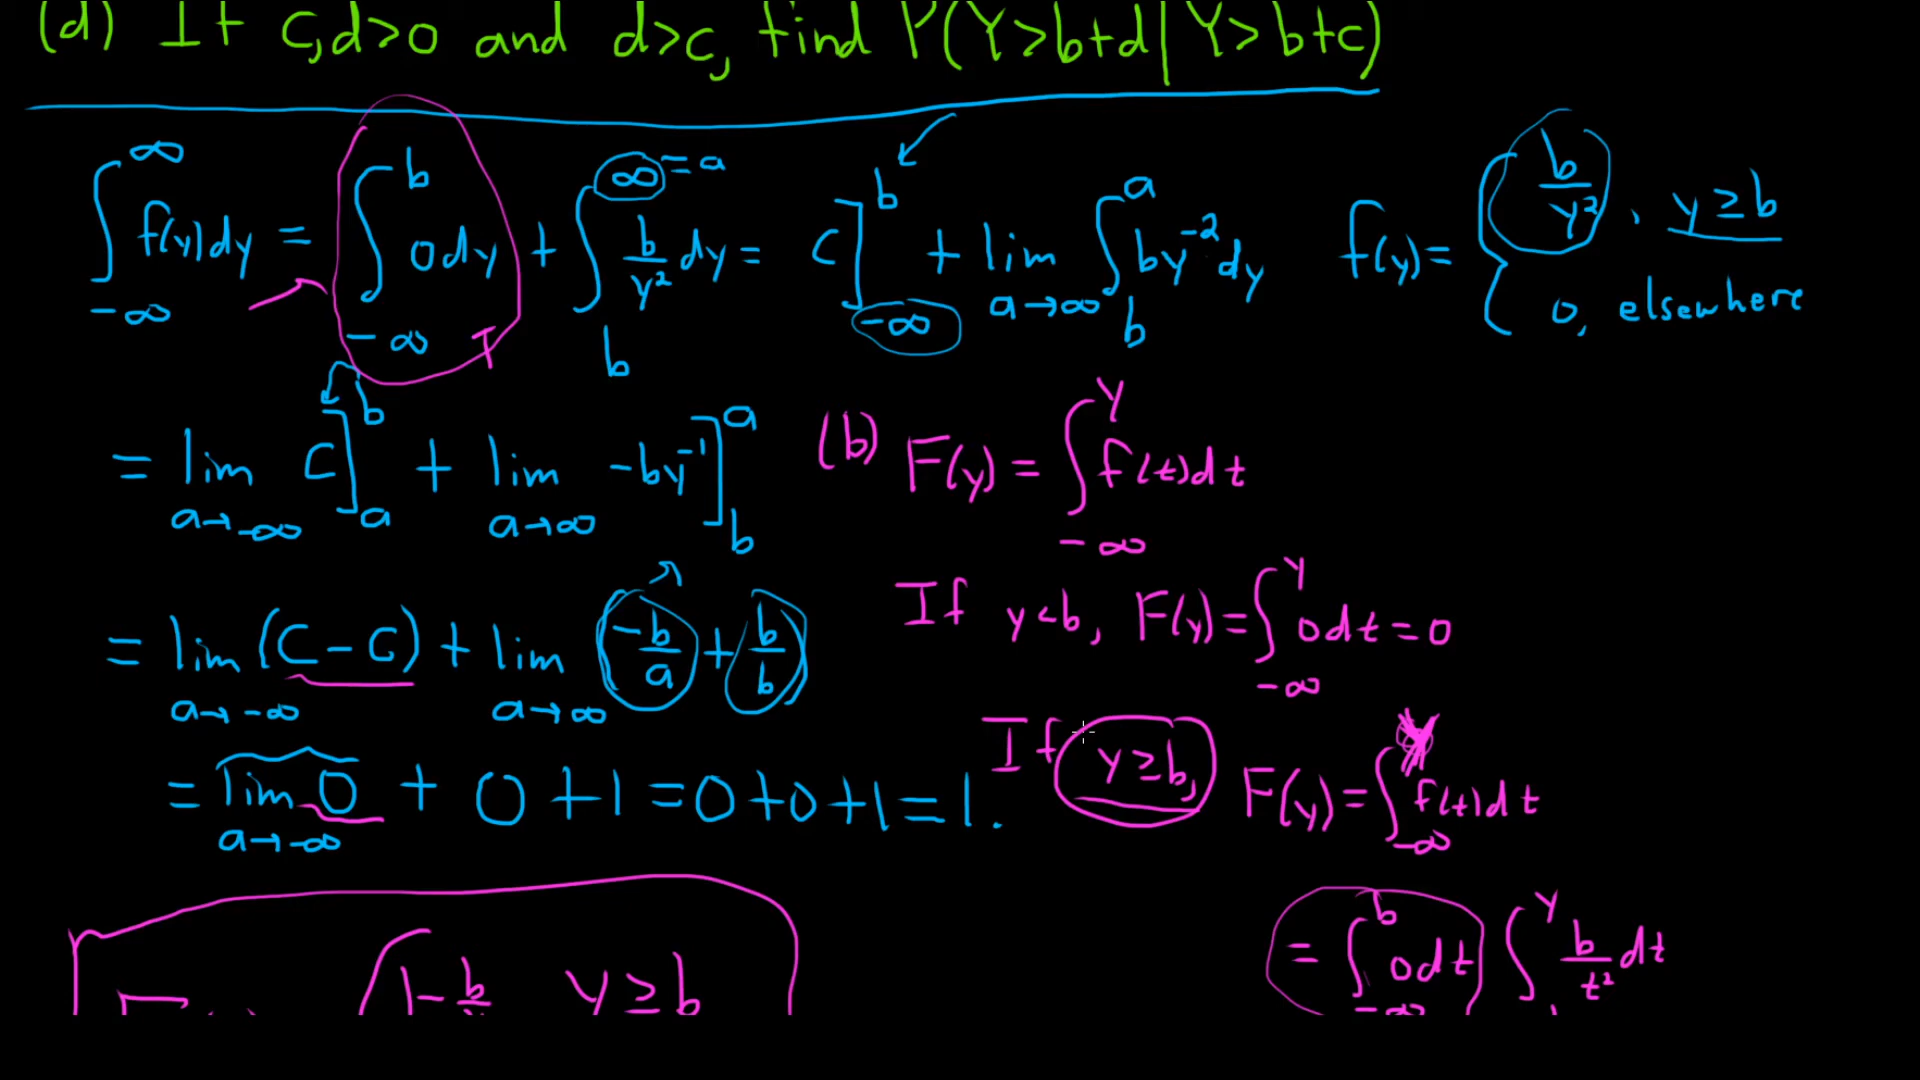 (d) If c,d>0 and d>c, find P(Y>b+d|Y>b+c)
∫_{-∞}^{∞} f(y)dy = ∫_{-∞}^{b} 0dy + ∫_{b}^{∞ = a} b/y² dy = C]_{-∞}^{b} + lim_{a→∞} ∫_{b}^{a} by^{-2}dy
f(y) = { b/y², y≥b
0, elsewhere
= lim_{a→-∞} C]_{a}^{b} + lim_{a→∞} -by^{-1}]_{b}^{a}
= lim_{a→-∞} (C-C) + lim_{a→∞} (-b/a + b/b)
= lim_{a→-∞} 0 + 0+1 = 0+0+1 = 1.
(b) F(y) = ∫_{-∞}^{y} f(t)dt
If y<b, F(y) = ∫_{-∞}^{y} 0dt = 0
If y≥b, F(y) = ∫_{-∞}^{y} f(t)dt
= ∫_{-∞}^{b} 0dt ∫^{y} b/t² dt
1 - b/ y≥b